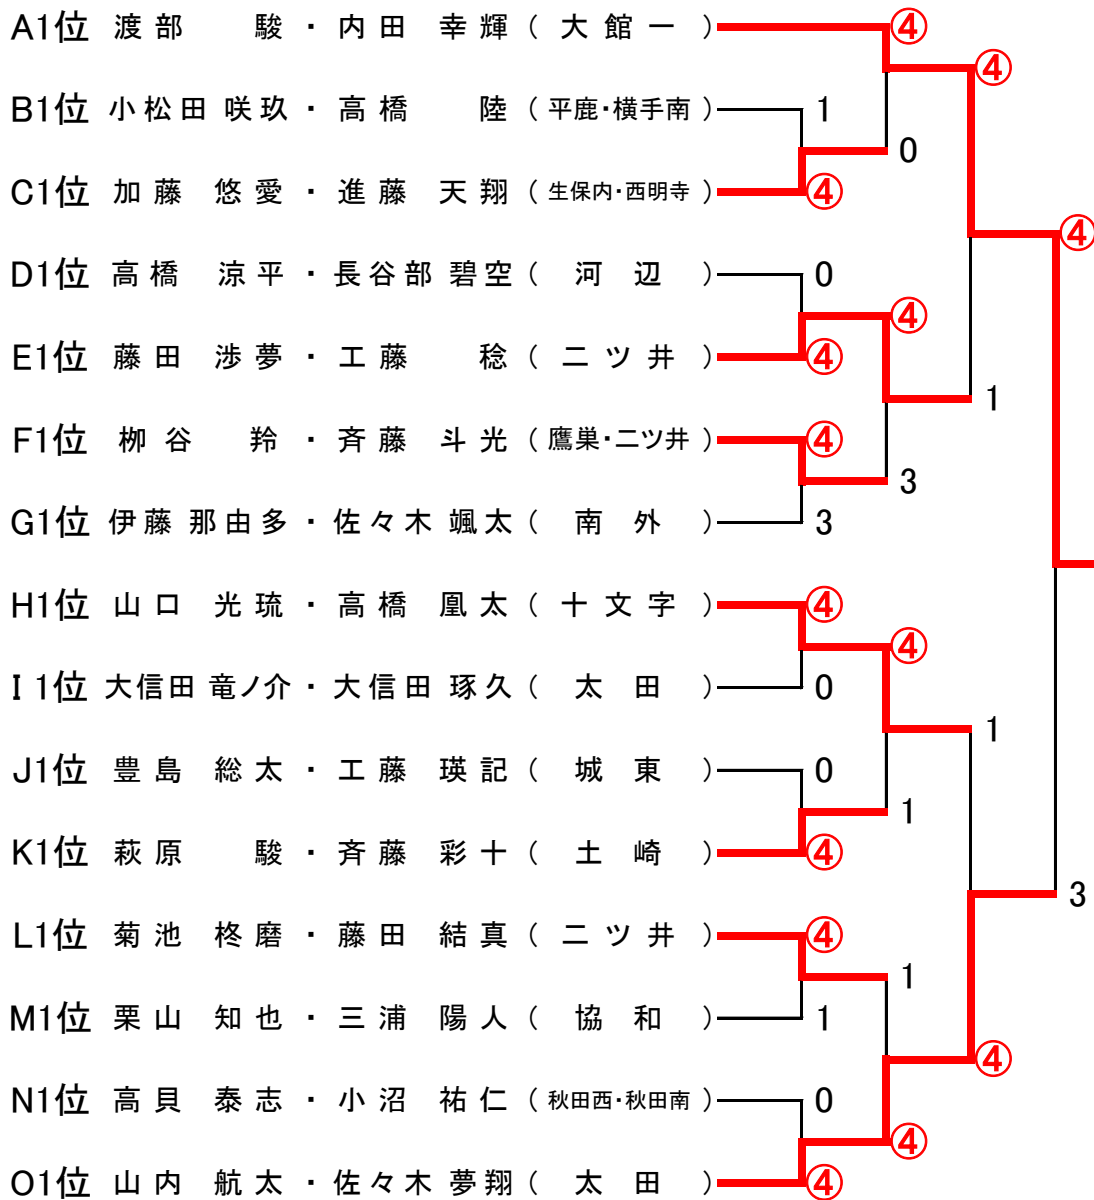 A1位 渡部 駿 ・ 内田 幸輝 ( 大館一 ) ④
④
B1位 小松田 咲玖 ・ 高橋 陸 ( 平鹿・横手南 ) 1
0
C1位 加藤 悠愛 ・ 進藤 天翔 ( 生保内・西明寺 ) ④
④
D1位 高橋 涼平 ・ 長谷部 碧空 ( 河辺 ) 0
④
E1位 藤田 渉夢 ・ 工藤 稔 ( 二ツ井 ) ④
1
F1位 栁谷 羚 ・ 斉藤 斗光 ( 鷹巣・二ツ井 ) ④
3
G1位 伊藤 那由多 ・ 佐々木 颯太 ( 南外 ) 3
H1位 山口 光琉 ・ 高橋 凰太 ( 十文字 ) ④
④
I1位 大信田 竜ノ介 ・ 大信田 琢久 ( 太田 ) 0
1
J1位 豊島 総太 ・ 工藤 瑛記 ( 城東 ) 0
1
K1位 萩原 駿 ・ 斉藤 彩十 ( 土崎 ) ④
3
L1位 菊池 柊磨 ・ 藤田 結真 ( 二ツ井 ) ④
1
M1位 栗山 知也 ・ 三浦 陽人 ( 協和 ) 1
④
N1位 高貝 泰志 ・ 小沼 祐仁 ( 秋田西・秋田南 ) 0
④
O1位 山内 航太 ・ 佐々木 夢翔 ( 太田 ) ④